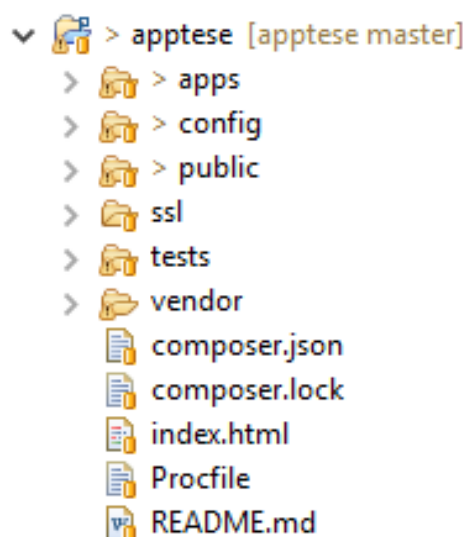 > apptese [apptese master]
> apps
> config
> public
ssl
tests
vendor
composer.json
composer.lock
index.html
Procfile
README.md